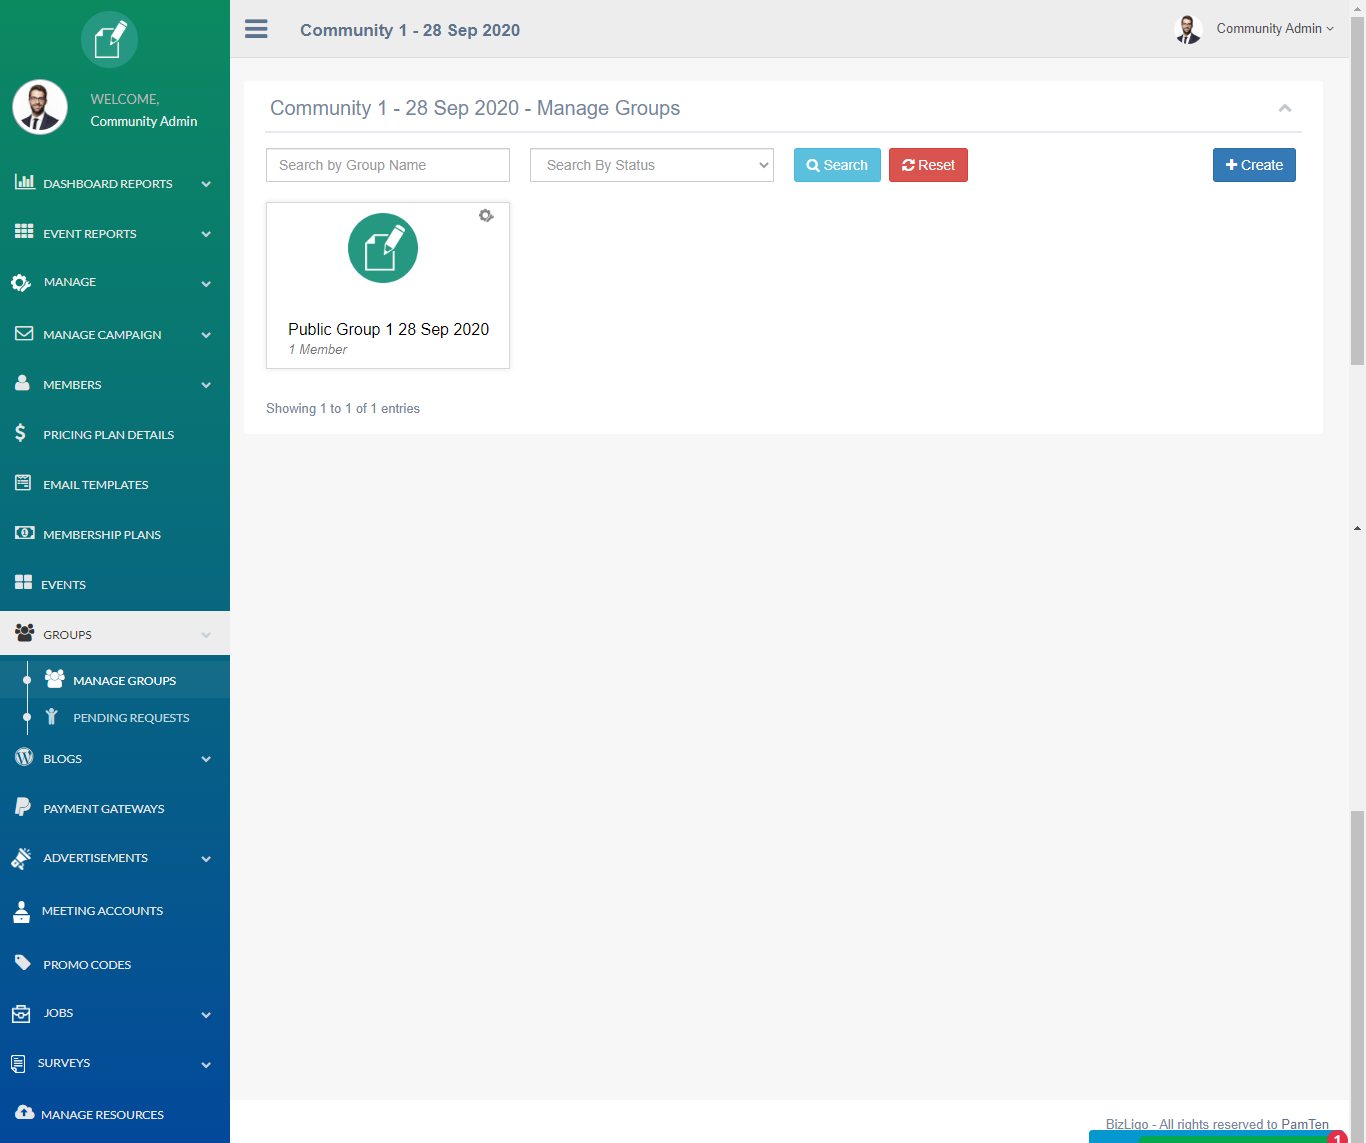 WELCOME,
Community Admin
DASHBOARD REPORTS
EVENT REPORTS
MANAGE
MANAGE CAMPAIGN
MEMBERS
PRICING PLAN DETAILS
EMAIL TEMPLATES
MEMBERSHIP PLANS
EVENTS
GROUPS
MANAGE GROUPS
PENDING REQUESTS
BLOGS
PAYMENT GATEWAYS
ADVERTISEMENTS
MEETING ACCOUNTS
PROMO CODES
JOBS
SURVEYS
MANAGE RESOURCES
Community 1 - 28 Sep 2020
Community Admin
Community 1 - 28 Sep 2020 - Manage Groups
Search by Group Name
Search By Status
Search
Reset
Create
Public Group 1 28 Sep 2020
1 Member
Showing 1 to 1 of 1 entries
BizLigo - All rights reserved to PamTen
1